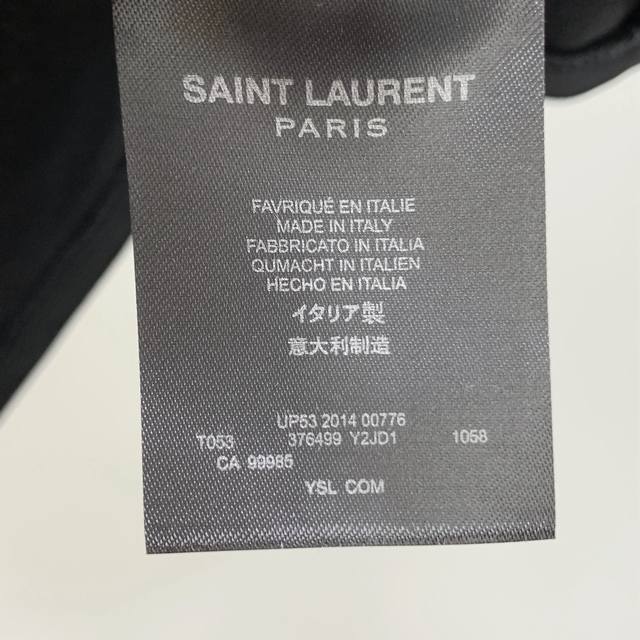 SAINT LAURENT
PARIS
FAVRIQUÉ EN ITALIE
MADE IN ITALY
FABBRICATO IN ITALIA
QUMACHT IN ITALIEN
HECHO EN ITALIA
イタリア製
意大利制造
UP53 2014 00776
T053 376499 Y2JD1 1058
CA 99985
YSL COM